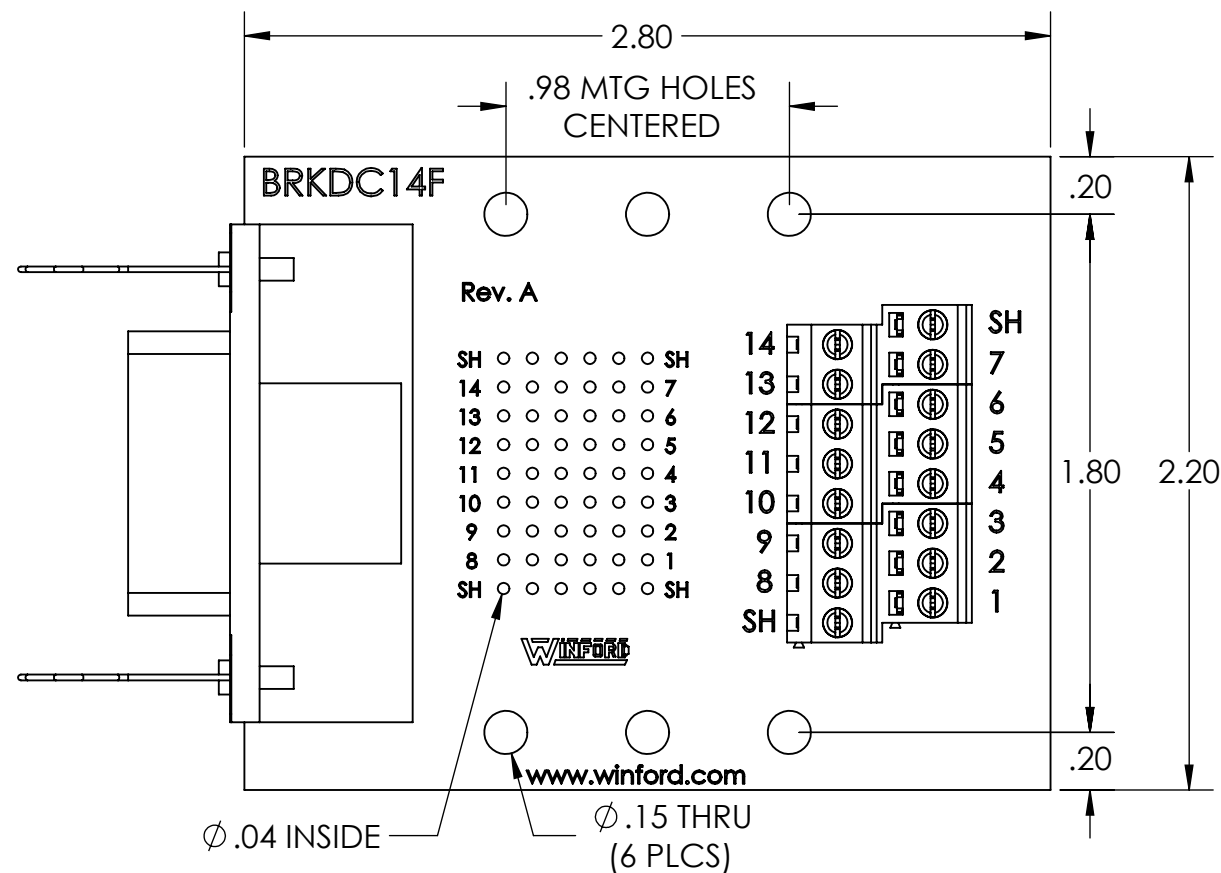 2.80
.98 MTG HOLES
CENTERED
BRKDC14F
.20
Rev. A
SH SH
14 7
13 6
12 5
11 4
10 3
9 2
8 1
SH SH
14
13
12
11
10
9
8
SH
SH
7
6
5
4
3
2
1
1.80
2.20
WINFORD
.20
www.winford.com
∅.04 INSIDE
∅.15 THRU
(6 PLCS)